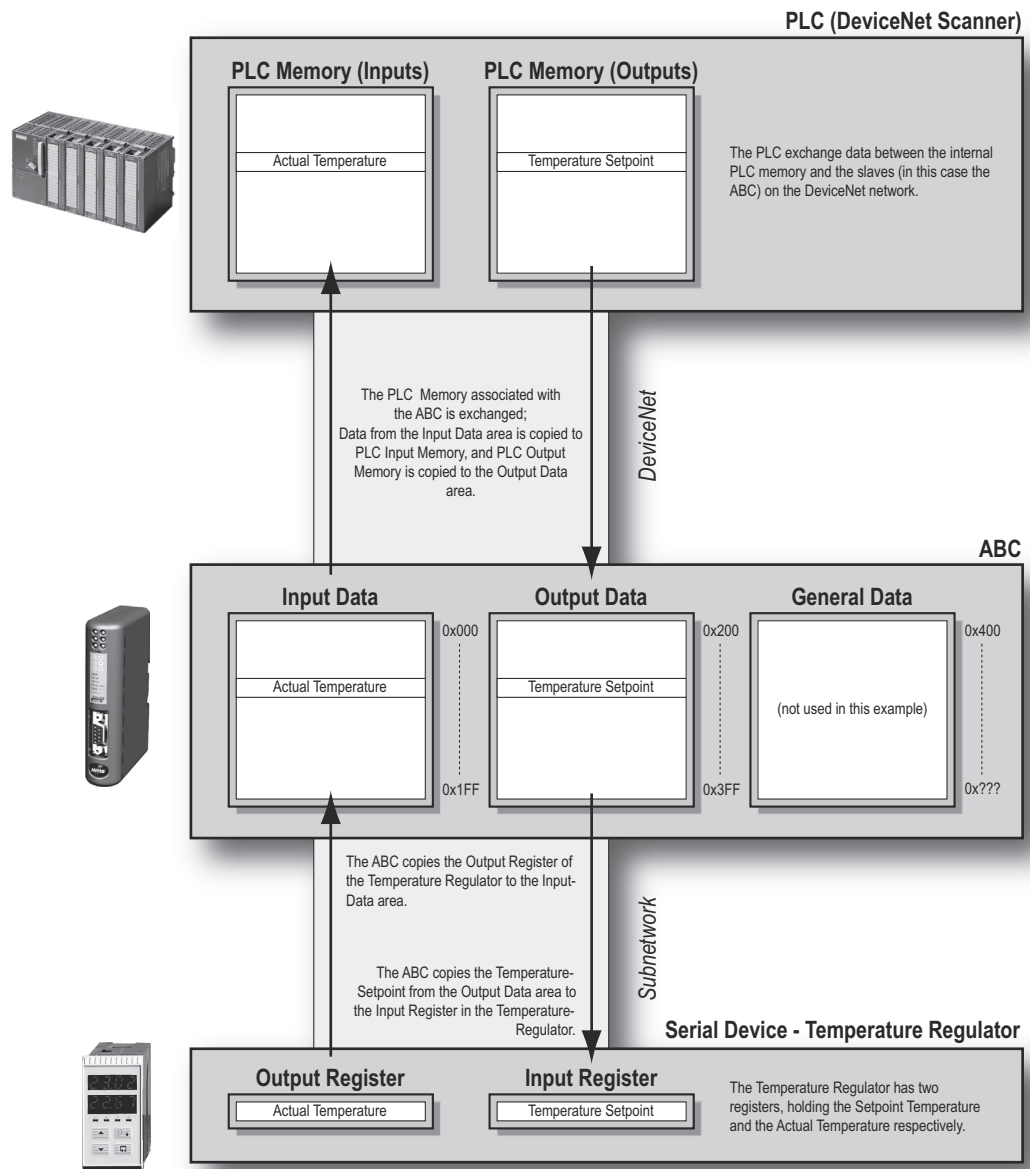 PLC (DeviceNet Scanner)
PLC Memory (Inputs)
PLC Memory (Outputs)
Actual Temperature
Temperature Setpoint
The PLC exchange data between the internal
PLC memory and the slaves (in this case the
ABC) on the DeviceNet network.
The PLC Memory associated with
the ABC is exchanged;
Data from the Input Data area is copied to
PLC Input Memory, and PLC Output
Memory is copied to the Output Data
area.
DeviceNet
ABC
Input Data
Output Data
General Data
0x000
0x200
0x400
Actual Temperature
Temperature Setpoint
(not used in this example)
0x1FF
0x3FF
0x???
The ABC copies the Output Register of
the Temperature Regulator to the Input-
Data area.
The ABC copies the Temperature-
Setpoint from the Output Data area to
the Input Register in the Temperature-
Regulator.
Subnetwork
Serial Device - Temperature Regulator
Output Register
Input Register
Actual Temperature
Temperature Setpoint
The Temperature Regulator has two
registers, holding the Setpoint Temperature
and the Actual Temperature respectively.